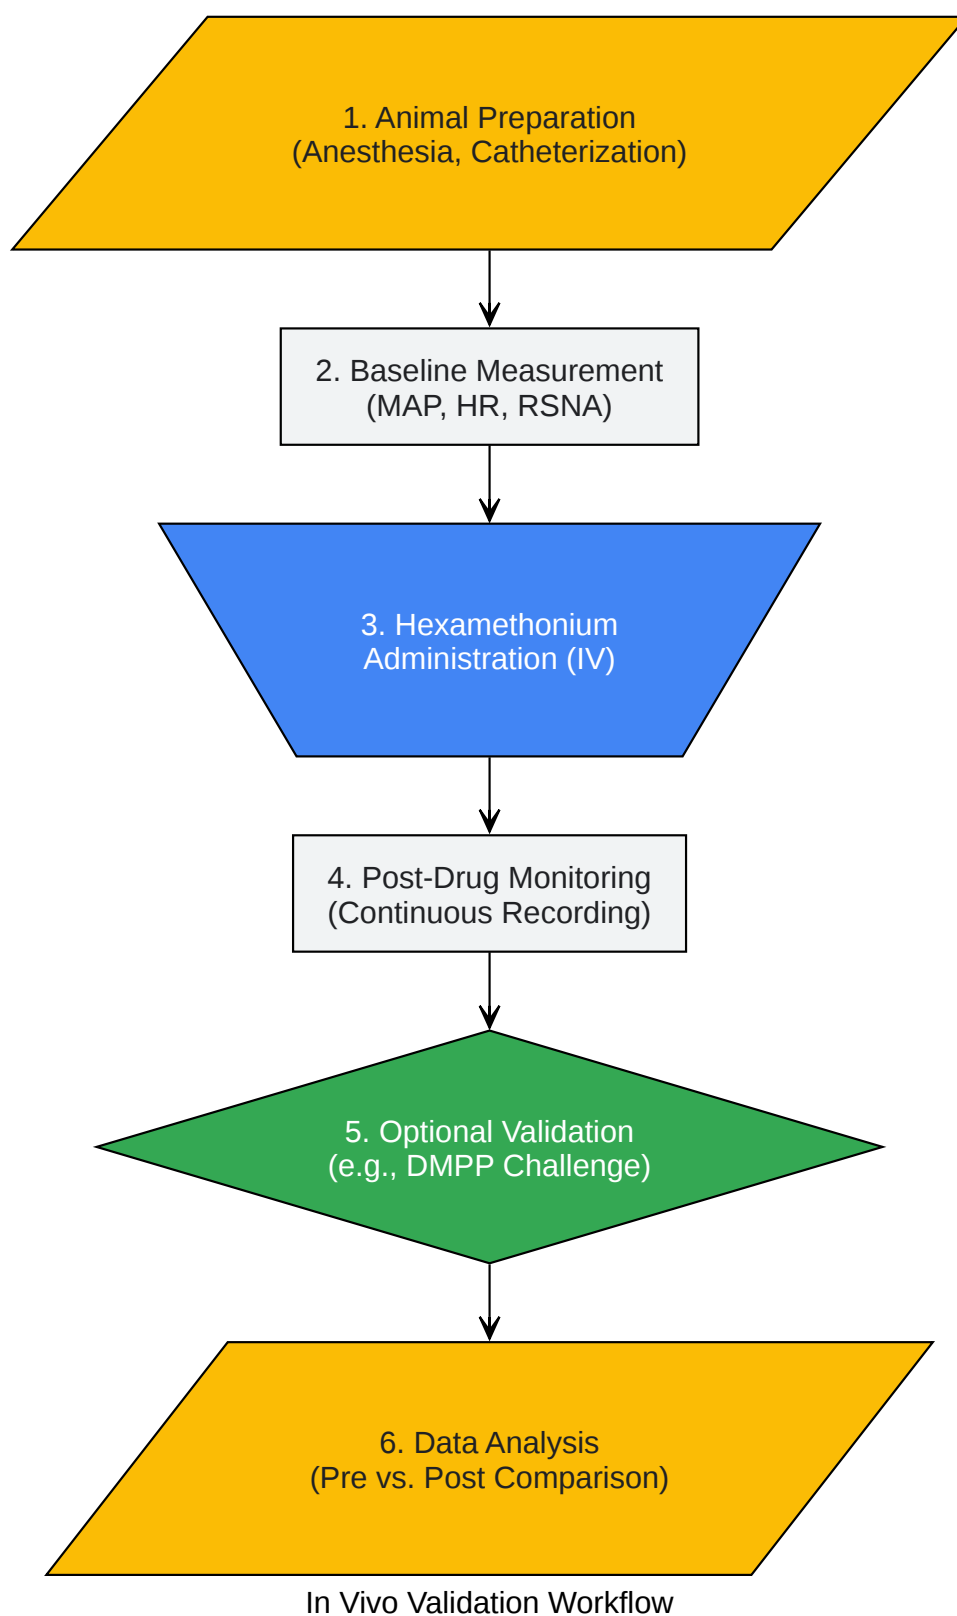 1. Animal Preparation
(Anesthesia, Catheterization)
2. Baseline Measurement
(MAP, HR, RSNA)
3. Hexamethonium
Administration (IV)
4. Post-Drug Monitoring
(Continuous Recording)
5. Optional Validation
(e.g., DMPP Challenge)
6. Data Analysis
(Pre vs. Post Comparison)
In Vivo Validation Workflow